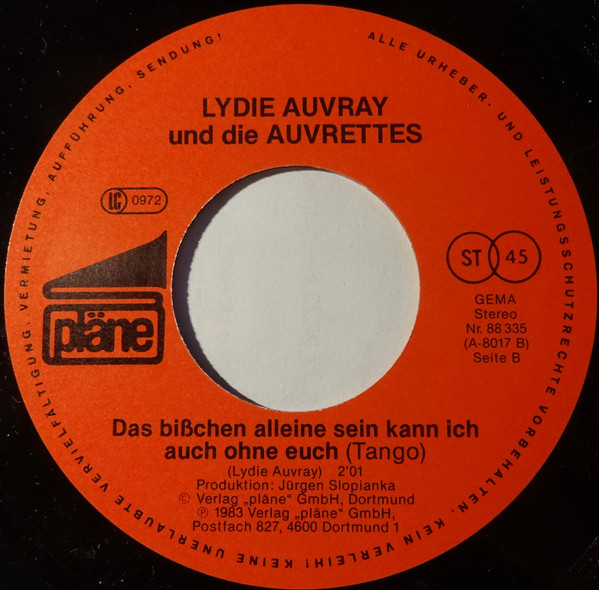 ALLE URHEBER- UND LEISTUNGSSCHUTZRECHTE VORBEHALTEN. KEIN VERLEIH! KEINE UNERLAUBTE VERVIELFÄLTIGUNG, VERMIETUNG, AUFFÜHRUNG, SENDUNG!
LYDIE AUVRAY
und die AUVRETTES
LC 0972
pläne
ST 45
GEMA
Stereo
Nr. 88 335
(A-8017 B)
Seite B
Das bißchen alleine sein kann ich
auch ohne euch (Tango)
(Lydie Auvray) 2'01
Produktion: Jürgen Slopianka
© Verlag „pläne“ GmbH, Dortmund
℗ 1983 Verlag „pläne“ GmbH,
Postfach 827, 4600 Dortmund 1